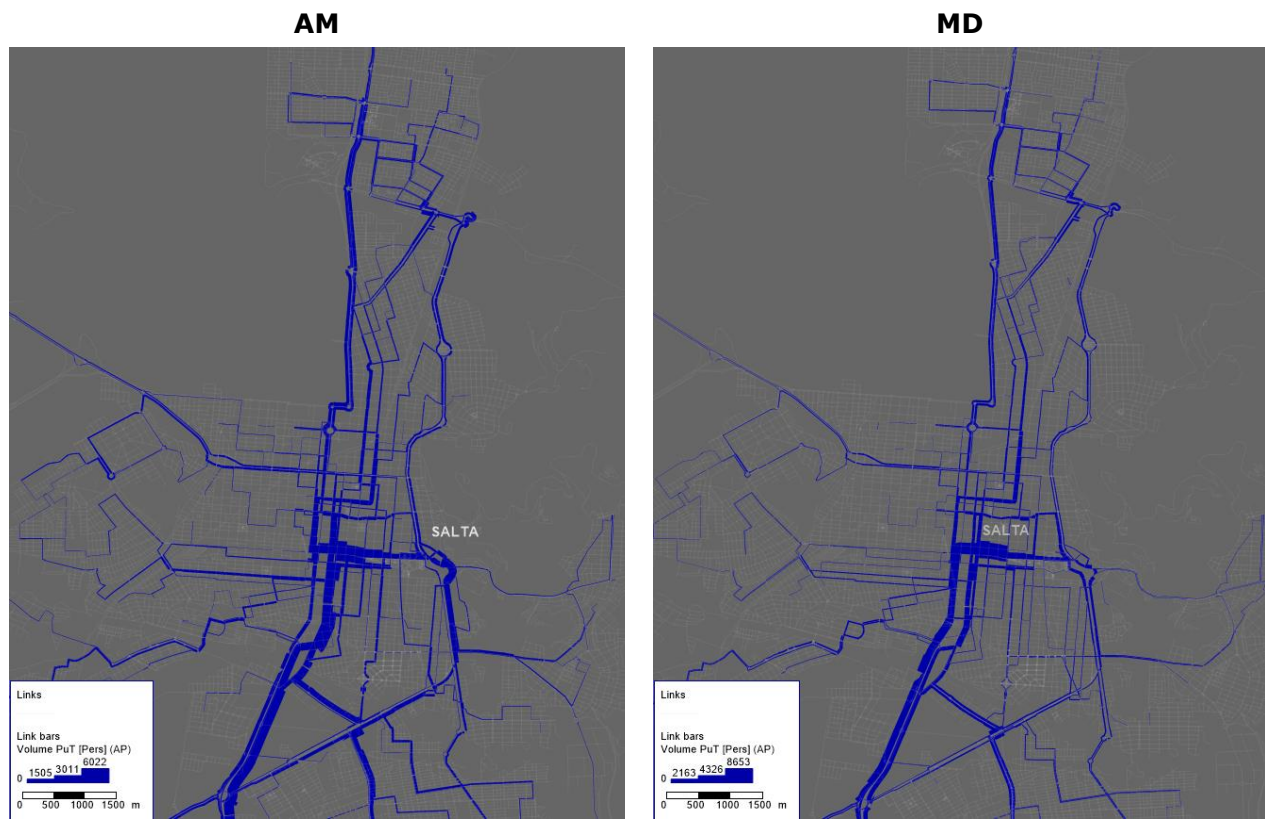 AM
MD
SALTA
SALTA
Links
Link bars
Volume PuT [Pers] (AP)
0 1505 3011 6022
0 500 1000 1500 m
Links
Link bars
Volume PuT [Pers] (AP)
0 2163 4326 8653
0 500 1000 1500 m